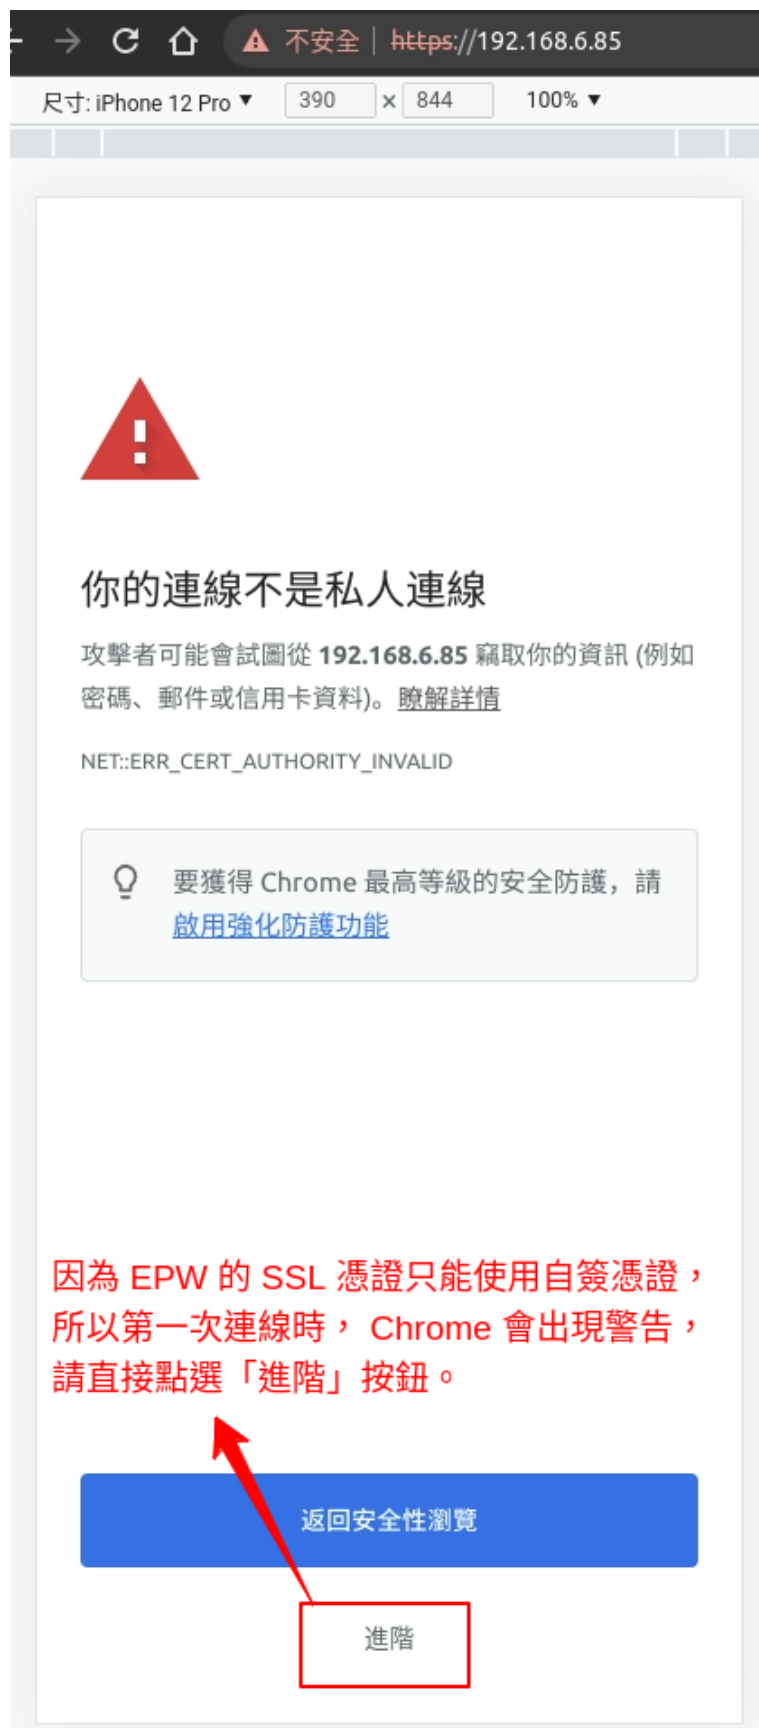 不安全 | https://192.168.6.85
尺寸: iPhone 12 Pro ▼ 390 × 844 100% ▼
你的連線不是私人連線
攻擊者可能會試圖從 192.168.6.85 竊取你的資訊 (例如
密碼、郵件或信用卡資料)。瞭解詳情
NET::ERR_CERT_AUTHORITY_INVALID
要獲得 Chrome 最高等級的安全防護，請
啟用強化防護功能
因為 EPW 的 SSL 憑證只能使用自簽憑證，
所以第一次連線時， Chrome 會出現警告，
請直接點選「進階」按鈕。
返回安全性瀏覽
進階